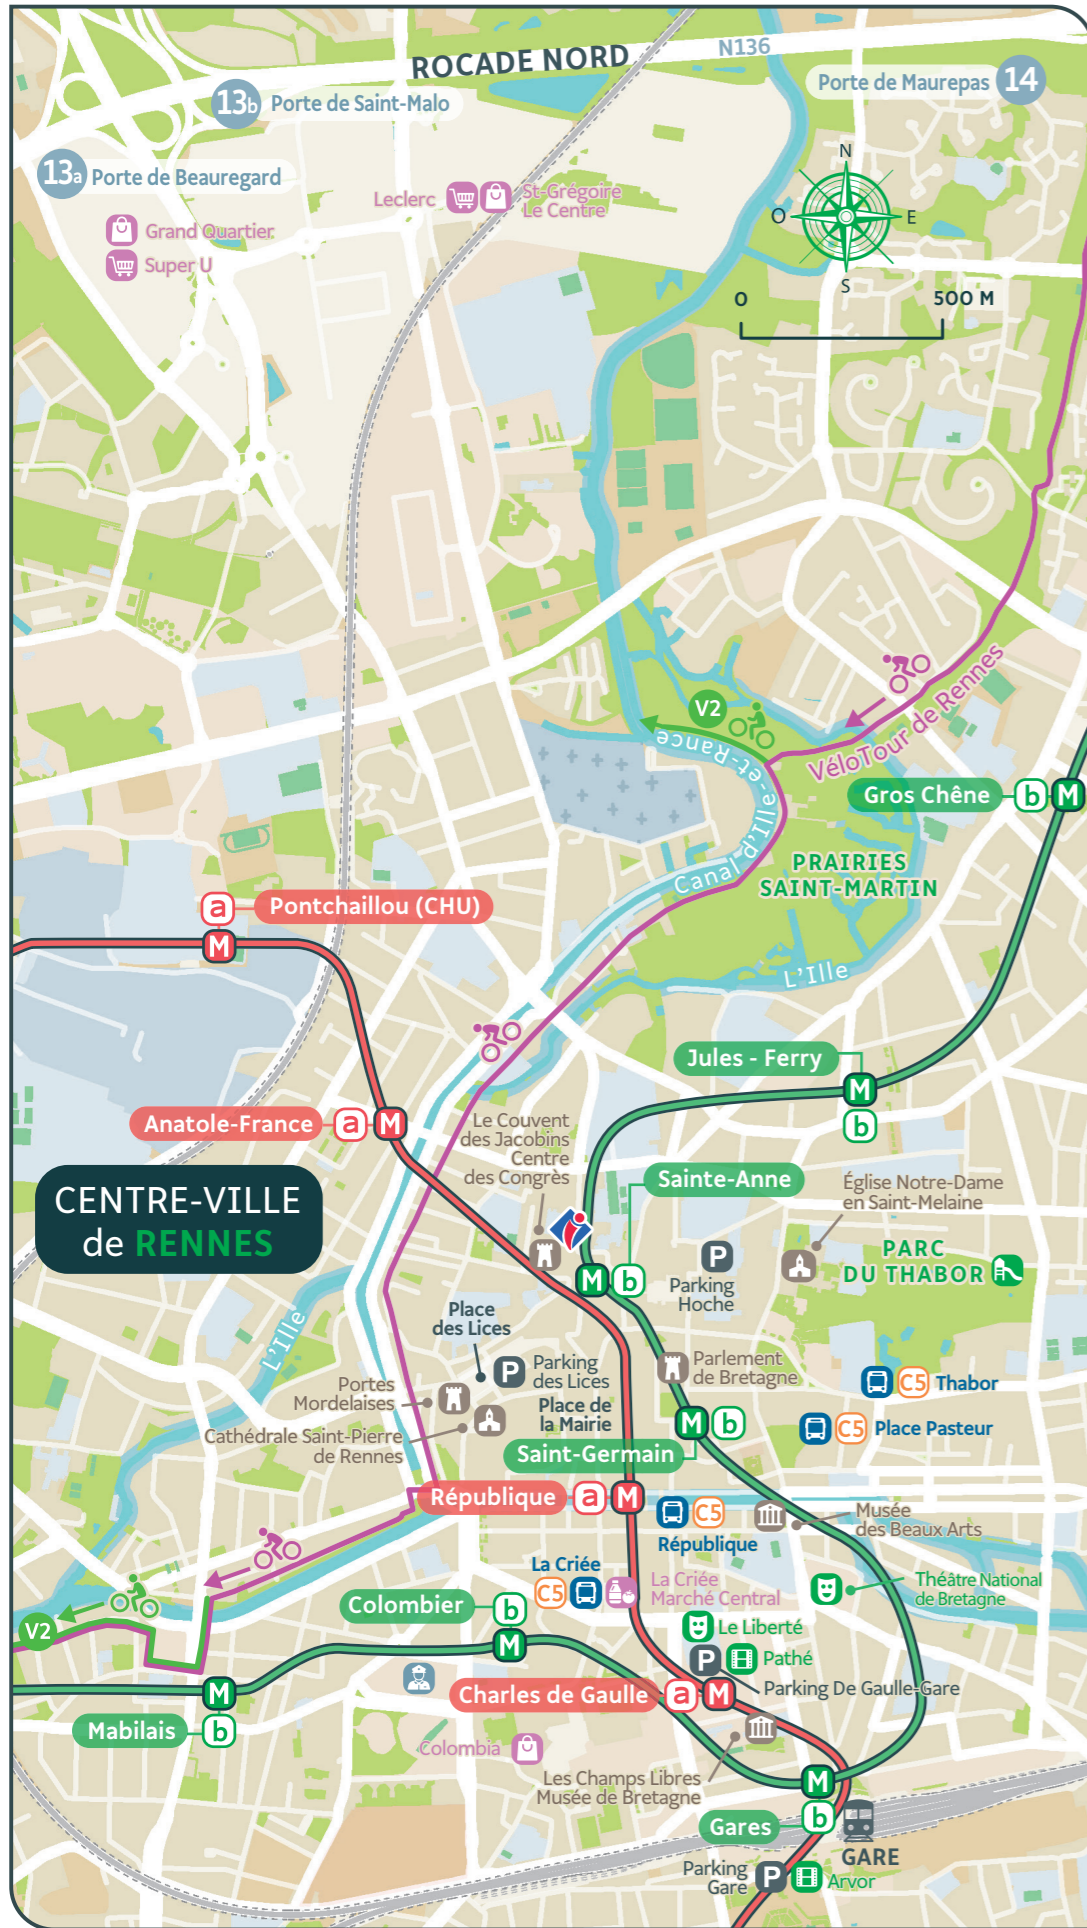 ROCADE NORD
N136
13b Porte de Saint-Malo
Porte de Maurepas 14
13a Porte de Beauregard
Leclerc
St-Grégoire
Le Centre
Grand Quartier
Super U
N
O
E
S
0
500 M
V2
VéloTour de Rennes
Canal d'Ille-et-Rance
Gros Chêne
b
M
PRAIRIES
SAINT-MARTIN
a
Pontchaillou (CHU)
M
L'Ille
Jules - Ferry
M
b
Anatole-France
a
M
Le Couvent
des Jacobins
Centre
des Congrès
CENTRE-VILLE
de RENNES
Sainte-Anne
M
b
Église Notre-Dame
en Saint-Melaine
P
Parking
Hoche
PARC
DU THABOR
L'Ille
Place
des Lices
P
Parking
des Lices
Parlement
de Bretagne
Portes
Mordelaises
C5 Thabor
Place de
la Mairie
M
b
C5 Place Pasteur
Cathédrale Saint-Pierre
de Rennes
Saint-Germain
République
a
M
C5
République
Musée
des Beaux Arts
La Criée
C5
La Criée
Marché Central
Théâtre National
de Bretagne
Colombier
b
M
Le Liberté
V2
P
Pathé
Parking De Gaulle-Gare
Charles de Gaulle
a
M
M
Mabilais
b
Colombia
Les Champs Libres
Musée de Bretagne
M
Gares
b
GARE
Parking
Gare
P
Arvor